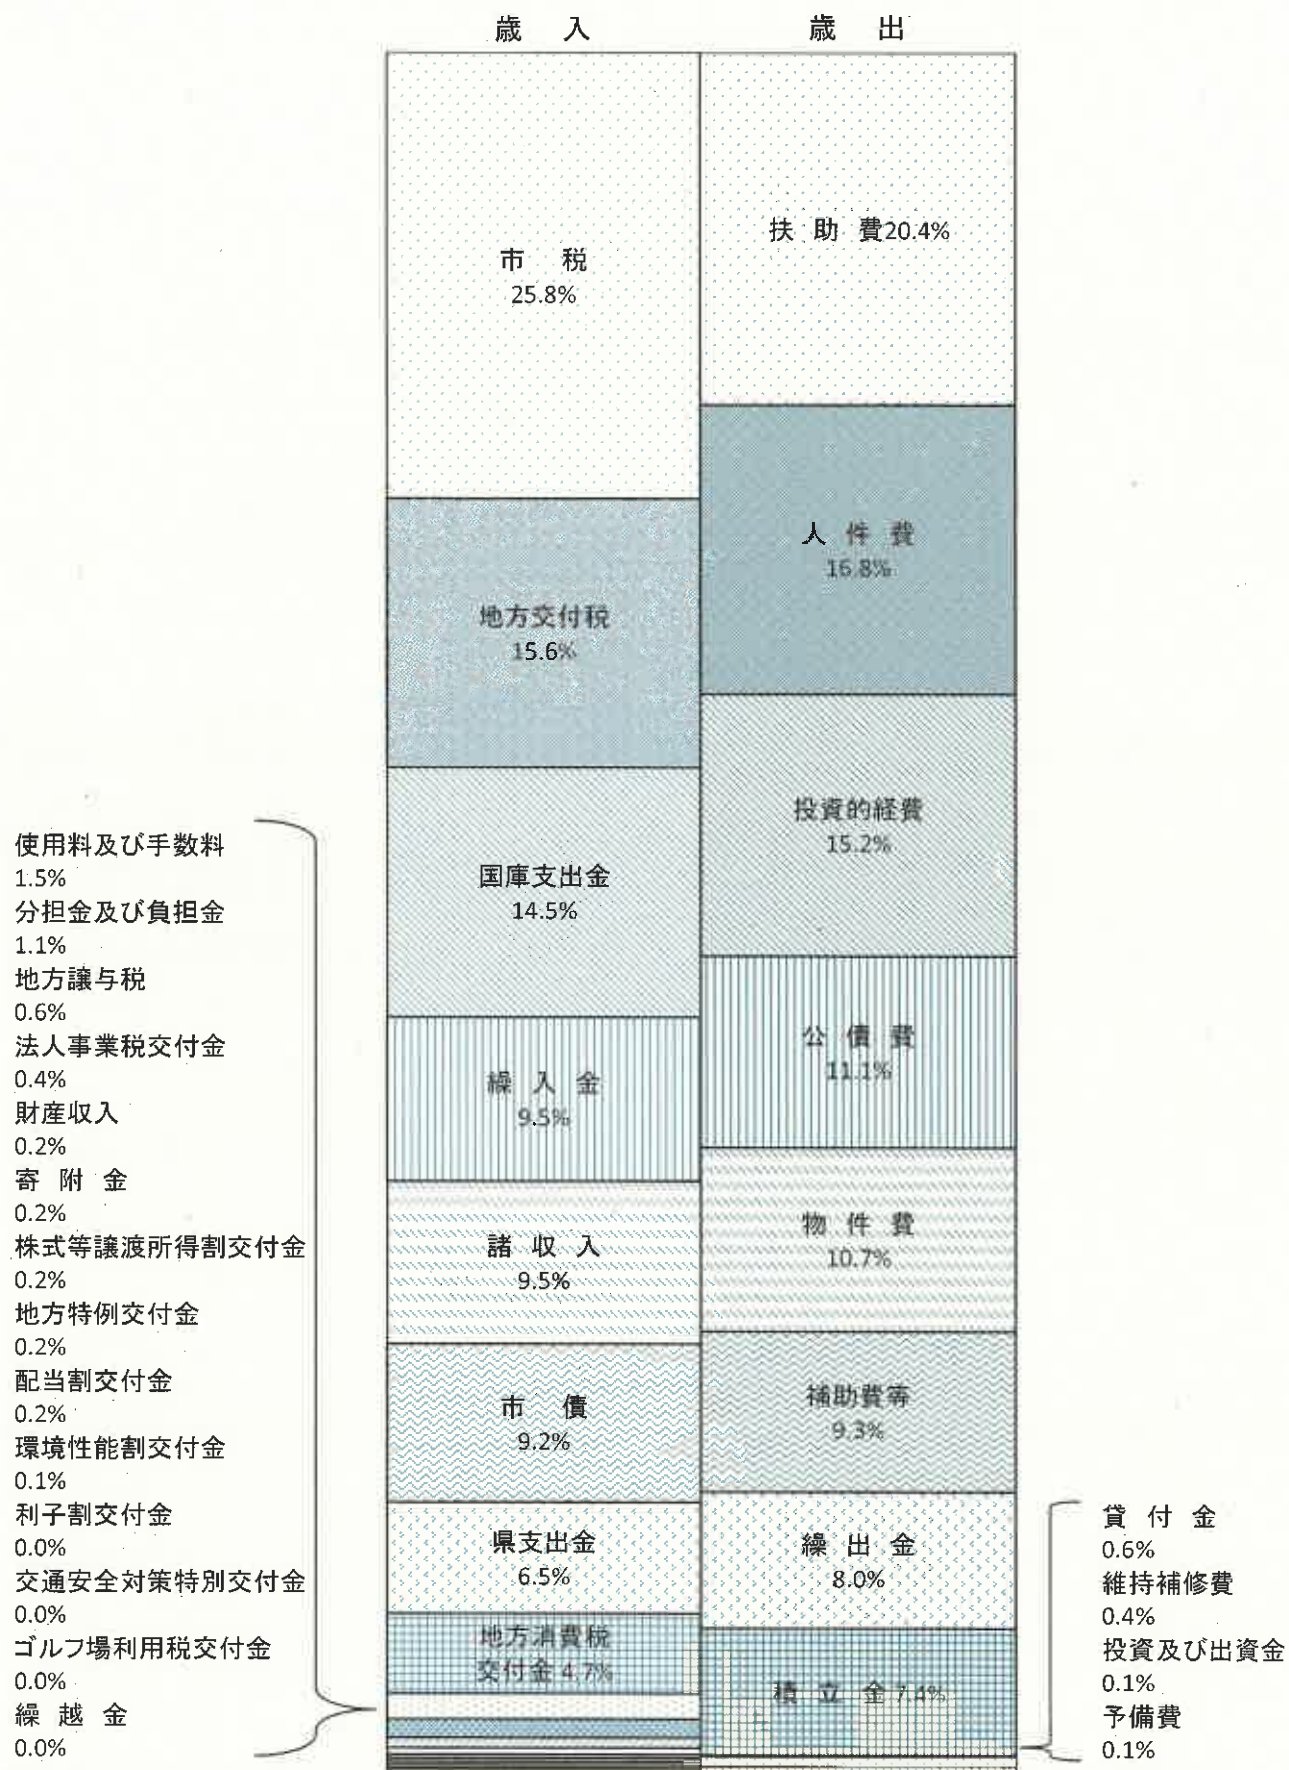 歳 入
歳 出
市 税
25.8%
地方交付税
15.6%
国庫支出金
14.5%
繰 入 金
9.5%
諸 収 入
9.5%
市 債
9.2%
県支出金
6.5%
地方消費税
交付金 4.7%
使用料及び手数料
1.5%
分担金及び負担金
1.1%
地方譲与税
0.6%
法人事業税交付金
0.4%
財産収入
0.2%
寄 附 金
0.2%
株式等譲渡所得割交付金
0.2%
地方特例交付金
0.2%
配当割交付金
0.2%
環境性能割交付金
0.1%
利子割交付金
0.0%
交通安全対策特別交付金
0.0%
ゴルフ場利用税交付金
0.0%
繰 越 金
0.0%
扶 助 費20.4%
人 件 費
16.8%
投資的経費
15.2%
公 債 費
11.1%
物 件 費
10.7%
補助費等
9.3%
繰 出 金
8.0%
積 立 金 7.4%
貸 付 金
0.6%
維持補修費
0.4%
投資及び出資金
0.1%
予備費
0.1%